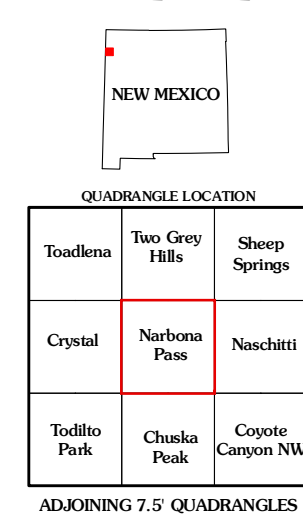 NEW MEXICO
QUADRANGLE LOCATION
Toadlena
Two Grey
Hills
Sheep
Springs
Crystal
Narbona
Pass
Naschitti
Todilto
Park
Chuska
Peak
Coyote
Canyon NW
ADJOINING 7.5' QUADRANGLES